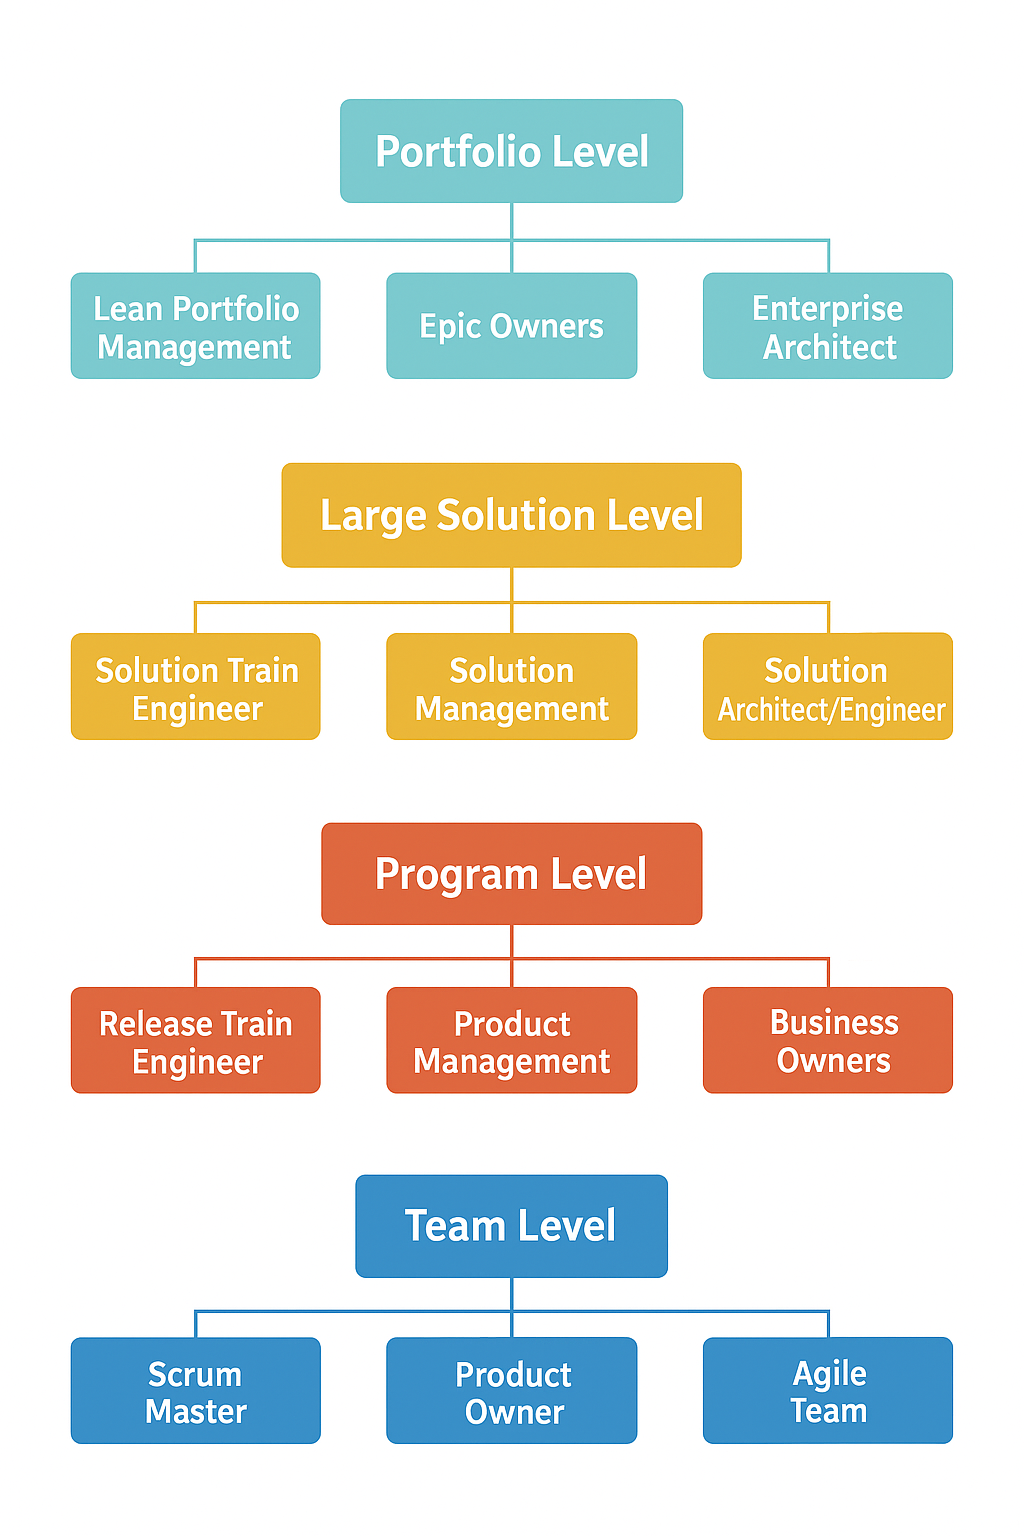 Portfolio Level
Lean Portfolio
Management
Epic Owners
Enterprise
Architect
Large Solution Level
Solution Train
Engineer
Solution
Management
Solution
Architect/Engineer
Program Level
Release Train
Engineer
Product
Management
Business
Owners
Team Level
Scrum
Master
Product
Owner
Agile
Team